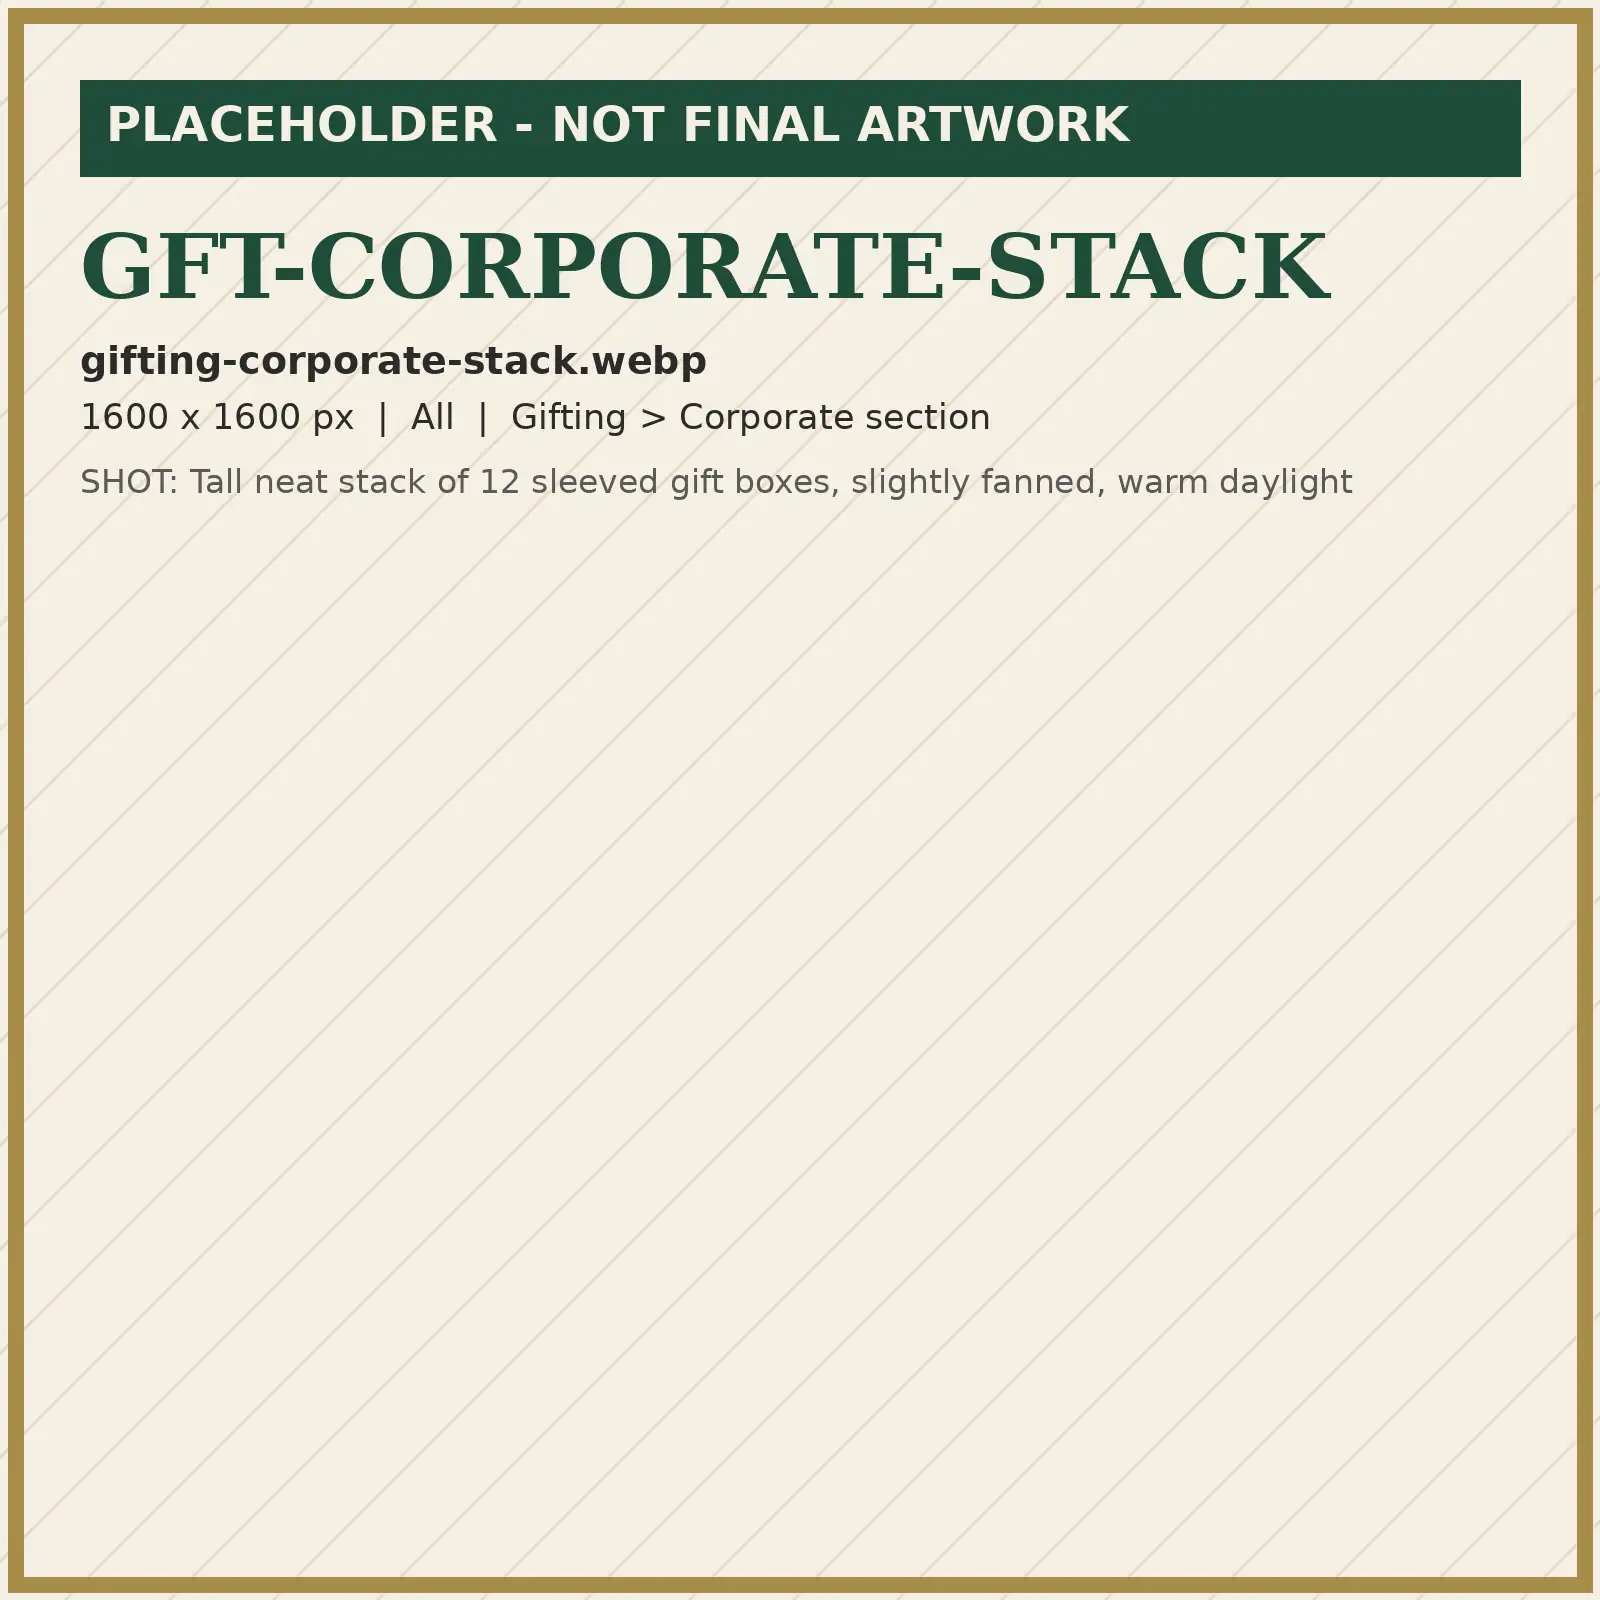 PLACEHOLDER - NOT FINAL ARTWORK
GFT-CORPORATE-STACK
gifting-corporate-stack.webp
1600 x 1600 px  |  All  |  Gifting > Corporate section
SHOT: Tall neat stack of 12 sleeved gift boxes, slightly fanned, warm daylight